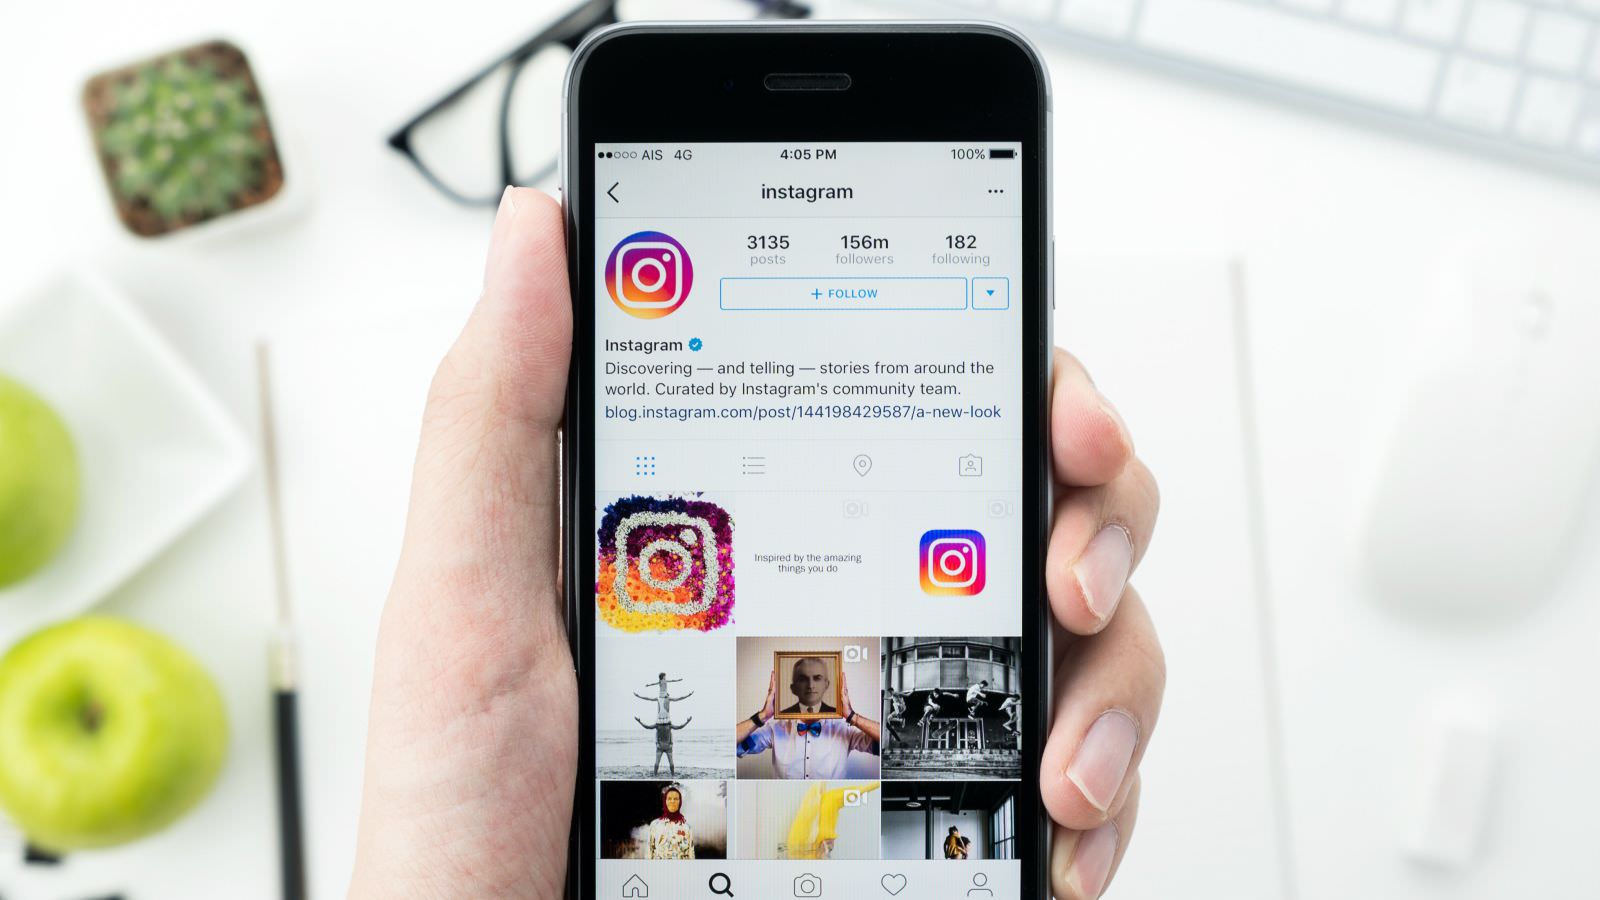 AIS 4G 4:05 PM 100%
instagram
3135 156m 182
posts followers following
+ FOLLOW
Instagram
Discovering — and telling — stories from around the
world. Curated by Instagram's community team.
blog.instagram.com/post/144198429587/a-new-look
Inspired by the amazing
things you do